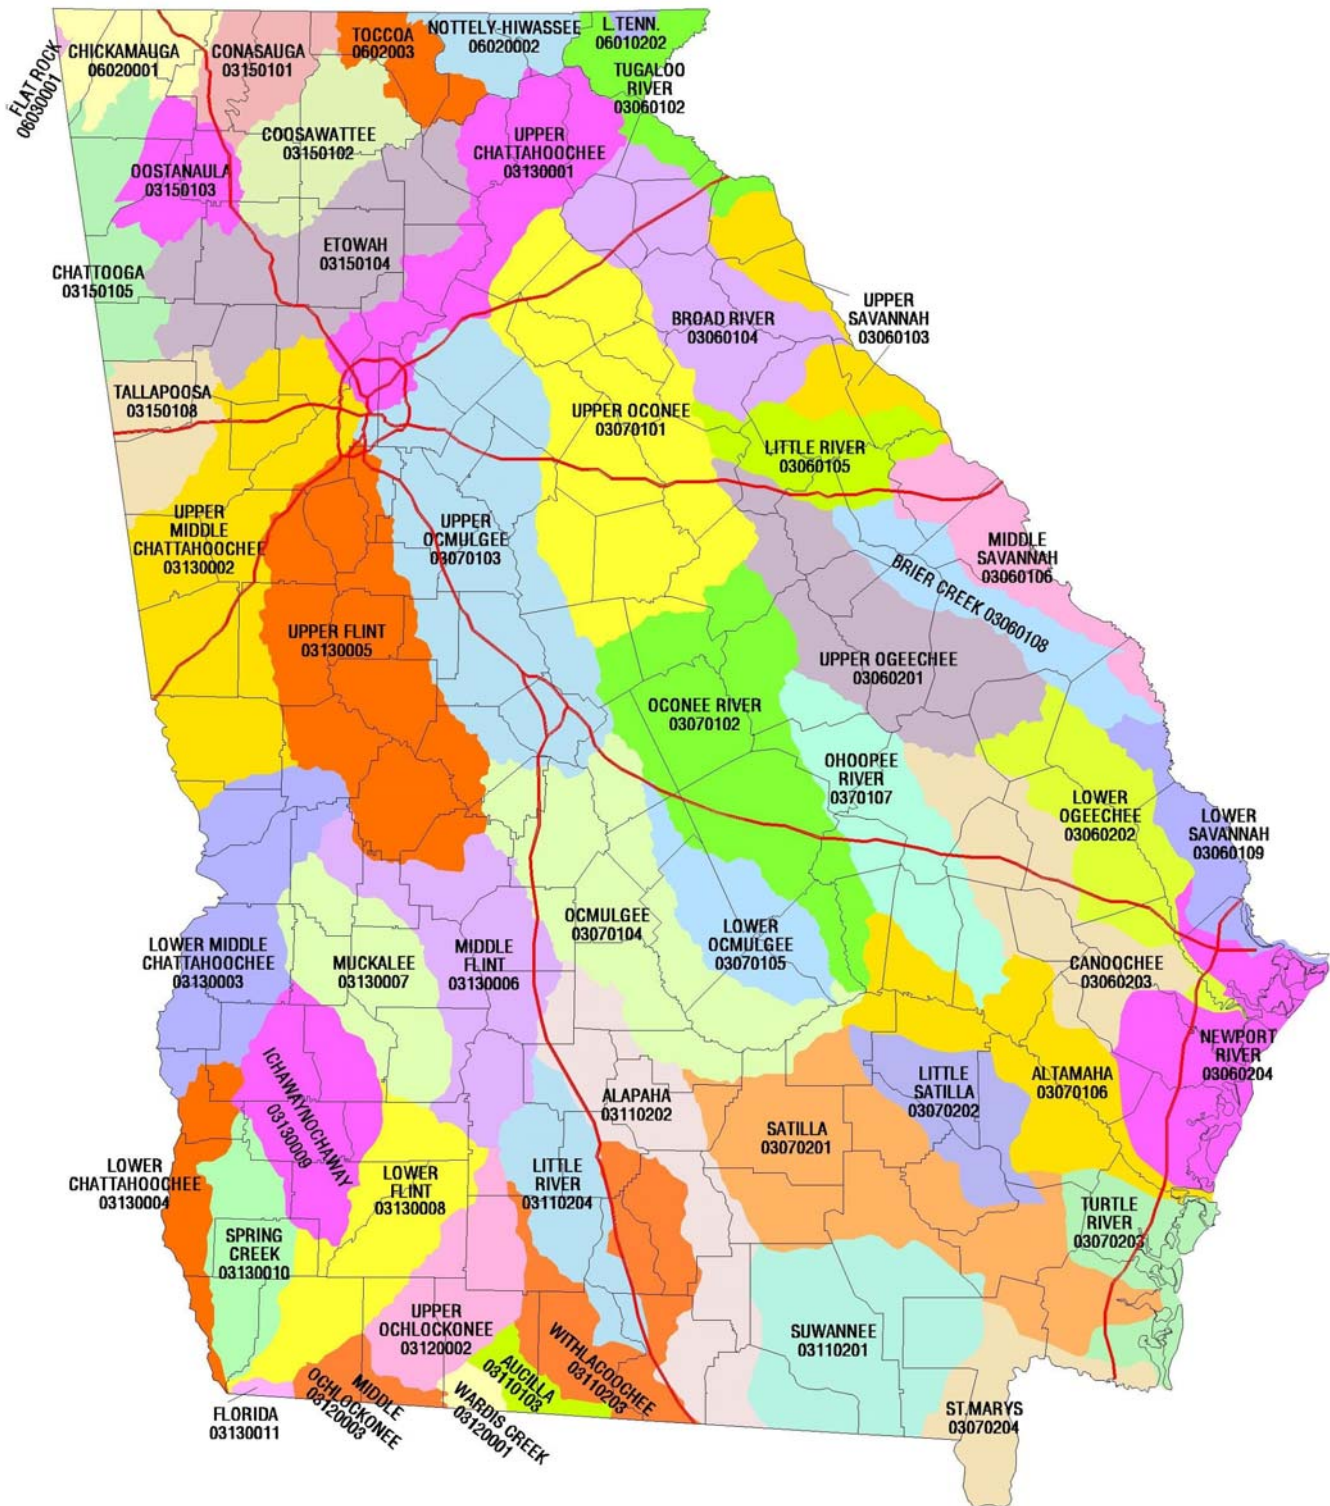 CHICKAMAUGA
06020001
FLAT ROCK
06030001
CONASAUGA
03150101
TOCCOA
0602003
NOTTELY-HIWASSEE
06020002
L.TENN.
06010202
TUGALOO
RIVER
03060102
COOSAWATTEE
03150102
UPPER
CHATTAHOOCHEE
03130001
OOSTANAULA
03150103
ETOWAH
03150104
CHATTOOGA
03150105
UPPER
SAVANNAH
03060103
BROAD RIVER
03060104
TALLAPOOSA
03150108
UPPER OCONEE
03070101
LITTLE RIVER
03060105
UPPER
MIDDLE
CHATTAHOOCHEE
03130002
UPPER
OCMULGEE
03070103
MIDDLE
SAVANNAH
03060106
BRIER CREEK 03060108
UPPER FLINT
03130005
UPPER OGEECHEE
03060201
OCONEE RIVER
03070102
OHOOPEE
RIVER
0370107
LOWER
OGEECHEE
03060202
LOWER
SAVANNAH
03060109
LOWER MIDDLE
CHATTAHOOCHEE
03130003
MUCKALEE
03130007
MIDDLE
FLINT
03130006
OCMULGEE
03070104
LOWER
OCMULGEE
03070105
CANOOCHEE
03060203
NEWPORT
RIVER
03060204
ICHAWAYNOCHAWAY
03130009
ALAPAHA
03110202
LITTLE
SATILLA
03070202
ALTAMAHA
03070106
SATILLA
03070201
LOWER
CHATTAHOOCHEE
03130004
LOWER
FLINT
03130008
LITTLE
RIVER
03110204
TURTLE
RIVER
03070203
SPRING
CREEK
03130010
UPPER
OCHLOCKONEE
03120002
SUWANNEE
03110201
WITHLACOOCHEE
03110203
AUCILLA
03110103
WARDIS CREEK
03120001
MIDDLE
OCHLOCKONEE
03120003
FLORIDA
03130011
ST.MARYS
03070204